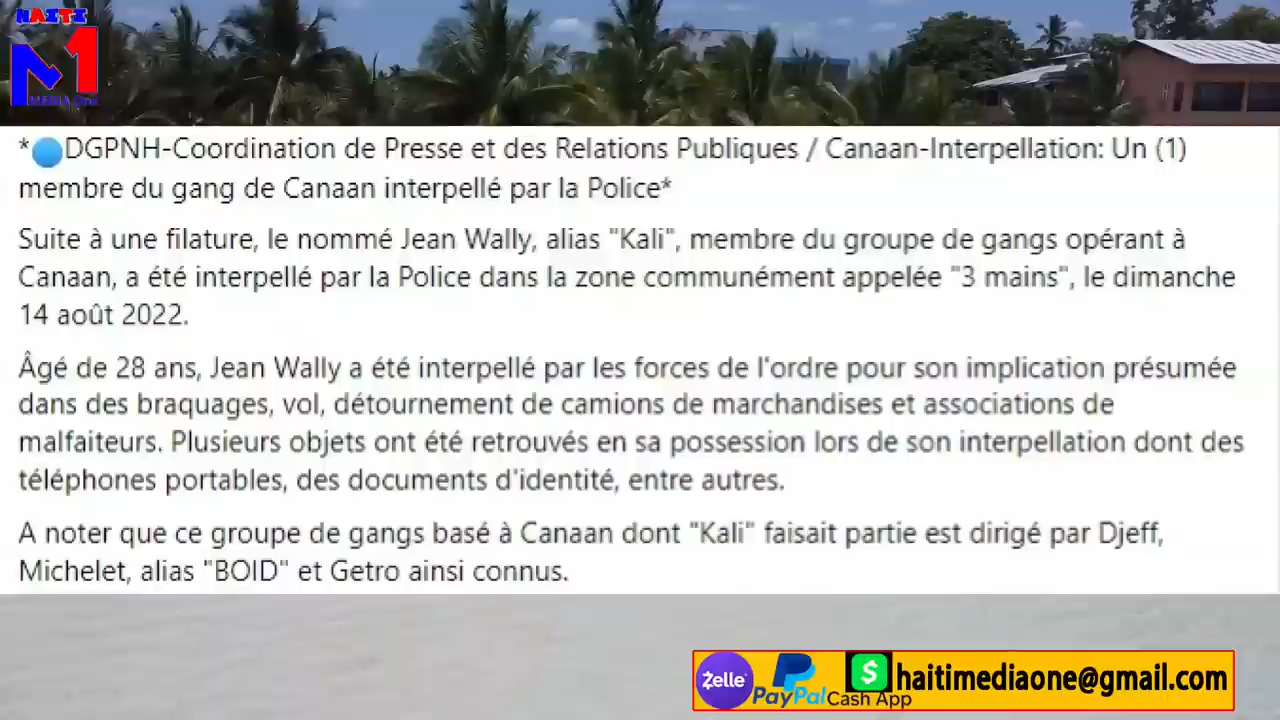 HAITI
M1
MEDIA One
*🔵DGPNH-Coordination de Presse et des Relations Publiques / Canaan-Interpellation: Un (1)
membre du gang de Canaan interpellé par la Police*
Suite à une filature, le nommé Jean Wally, alias "Kali", membre du groupe de gangs opérant à
Canaan, a été interpellé par la Police dans la zone communément appelée "3 mains", le dimanche
14 août 2022.
Âgé de 28 ans, Jean Wally a été interpellé par les forces de l'ordre pour son implication présumée
dans des braquages, vol, détournement de camions de marchandises et associations de
malfaiteurs. Plusieurs objets ont été retrouvés en sa possession lors de son interpellation dont des
téléphones portables, des documents d'identité, entre autres.
A noter que ce groupe de gangs basé à Canaan dont "Kali" faisait partie est dirigé par Djeff,
Michelet, alias "BOID" et Getro ainsi connus.
Zelle PayPal $ Cash App haitimediaone@gmail.com